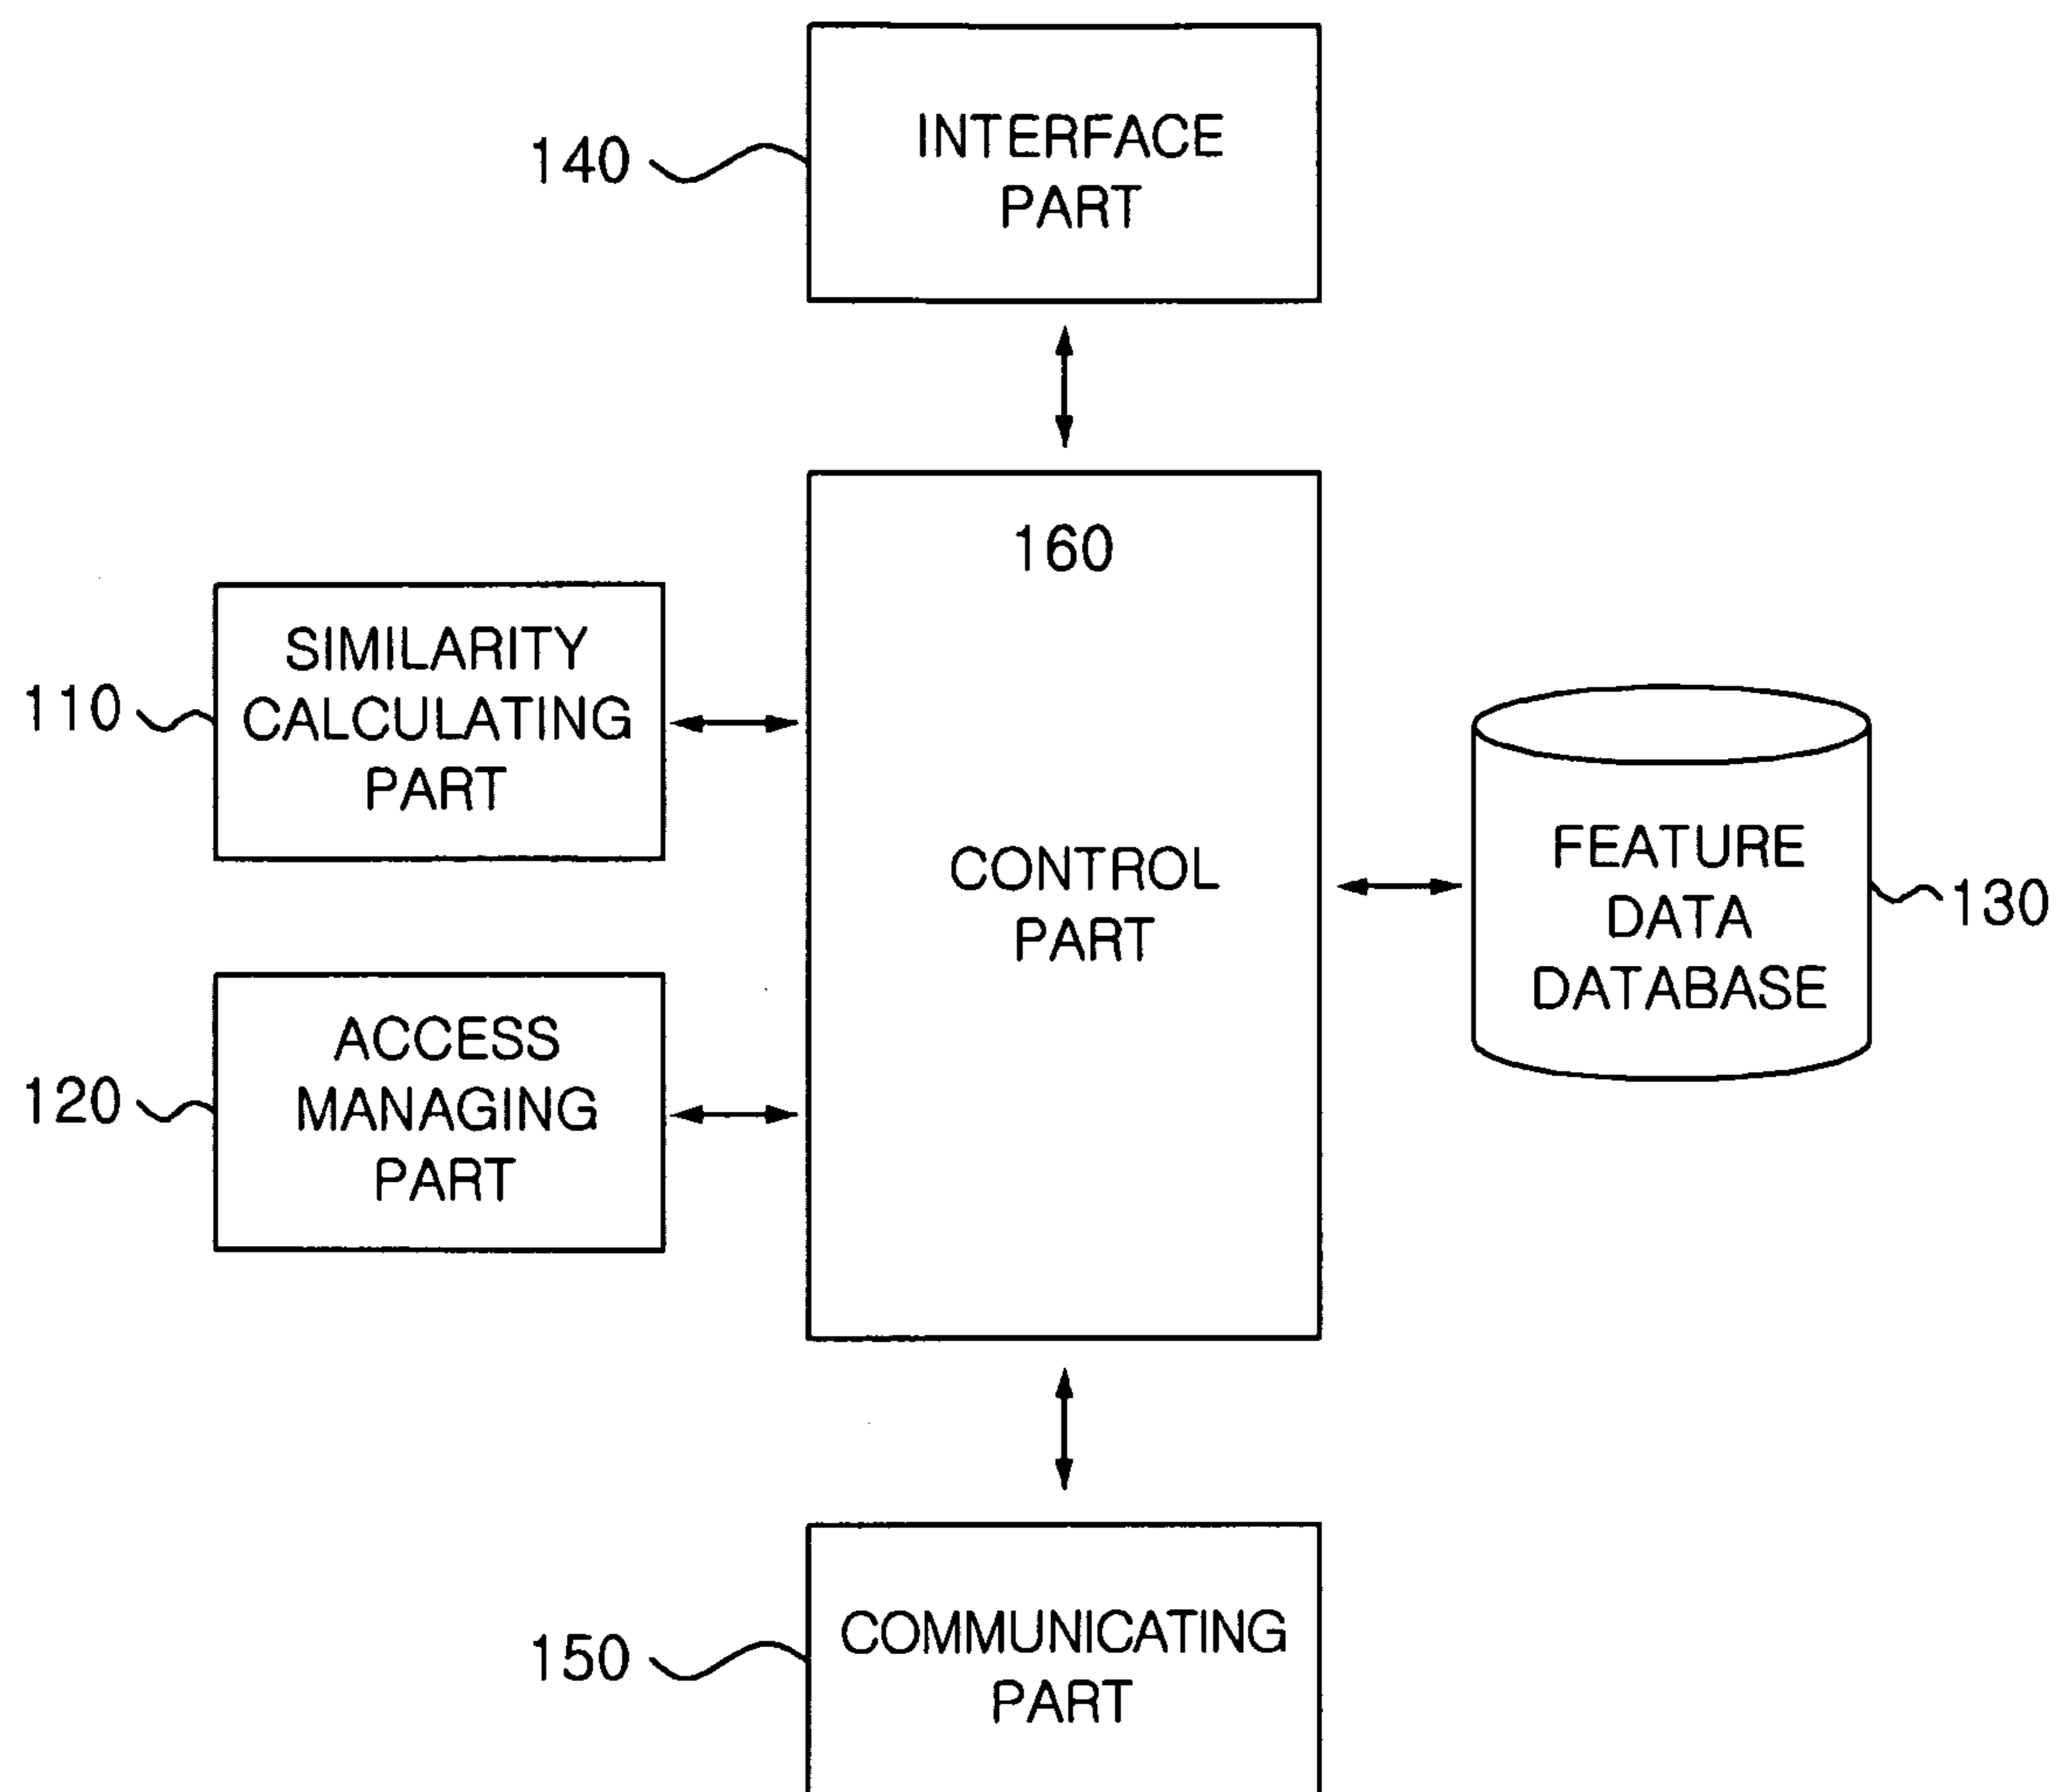 INTERFACE
PART
140
160
SIMILARITY
CALCULATING
PART
110
CONTROL
PART
FEATURE
DATA
DATABASE
130
ACCESS
MANAGING
PART
120
COMMUNICATING
PART
150